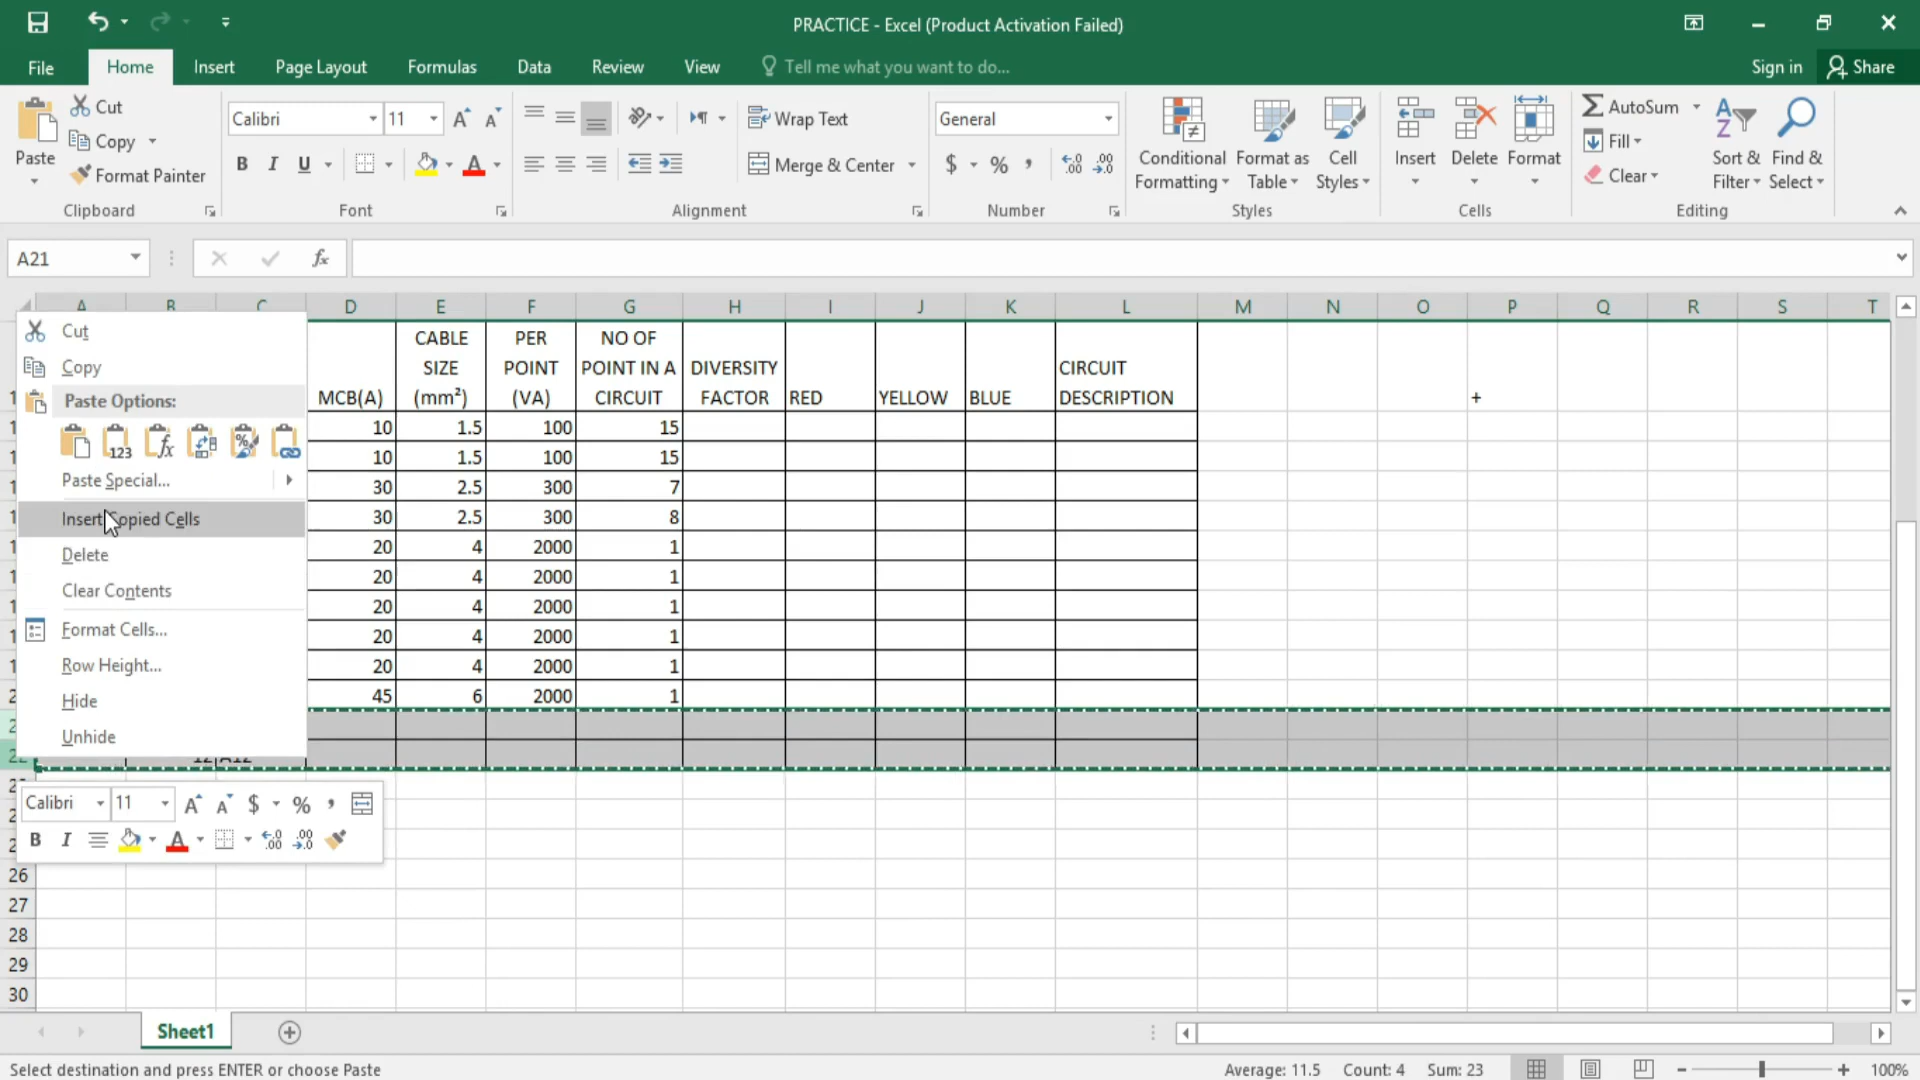 PRACTICE - Excel (Product Activation Failed)
File Home Insert Page Layout Formulas Data Review View Tell me what you want to do... Sign in Share
Paste
Cut
Copy
Format Painter
Clipboard
Calibri 11
B I U
Font
Wrap Text
Merge & Center
Alignment
General
$ % ,
Number
Conditional Formatting
Format as Table
Cell Styles
Styles
Insert Delete Format
Cells
AutoSum
Fill
Clear
Sort & Filter
Find & Select
Editing
A21
fx
A B C D E F G H I J K L M N O P Q R S T
MCB(A) CABLE SIZE (mm²) PER POINT (VA) NO OF POINT IN A CIRCUIT DIVERSITY FACTOR RED YELLOW BLUE CIRCUIT DESCRIPTION +
10 1.5 100 15
10 1.5 100 15
30 2.5 300 7
30 2.5 300 8
20 4 2000 1
20 4 2000 1
20 4 2000 1
20 4 2000 1
20 4 2000 1
45 6 2000 1
12 A12
26
27
28
29
30
Cut
Copy
Paste Options:
123
Paste Special...
Insert Copied Cells
Delete
Clear Contents
Format Cells...
Row Height...
Hide
Unhide
Calibri 11 A A $ % ,
B I A
Sheet1
Select destination and press ENTER or choose Paste
Average: 11.5 Count: 4 Sum: 23 100%